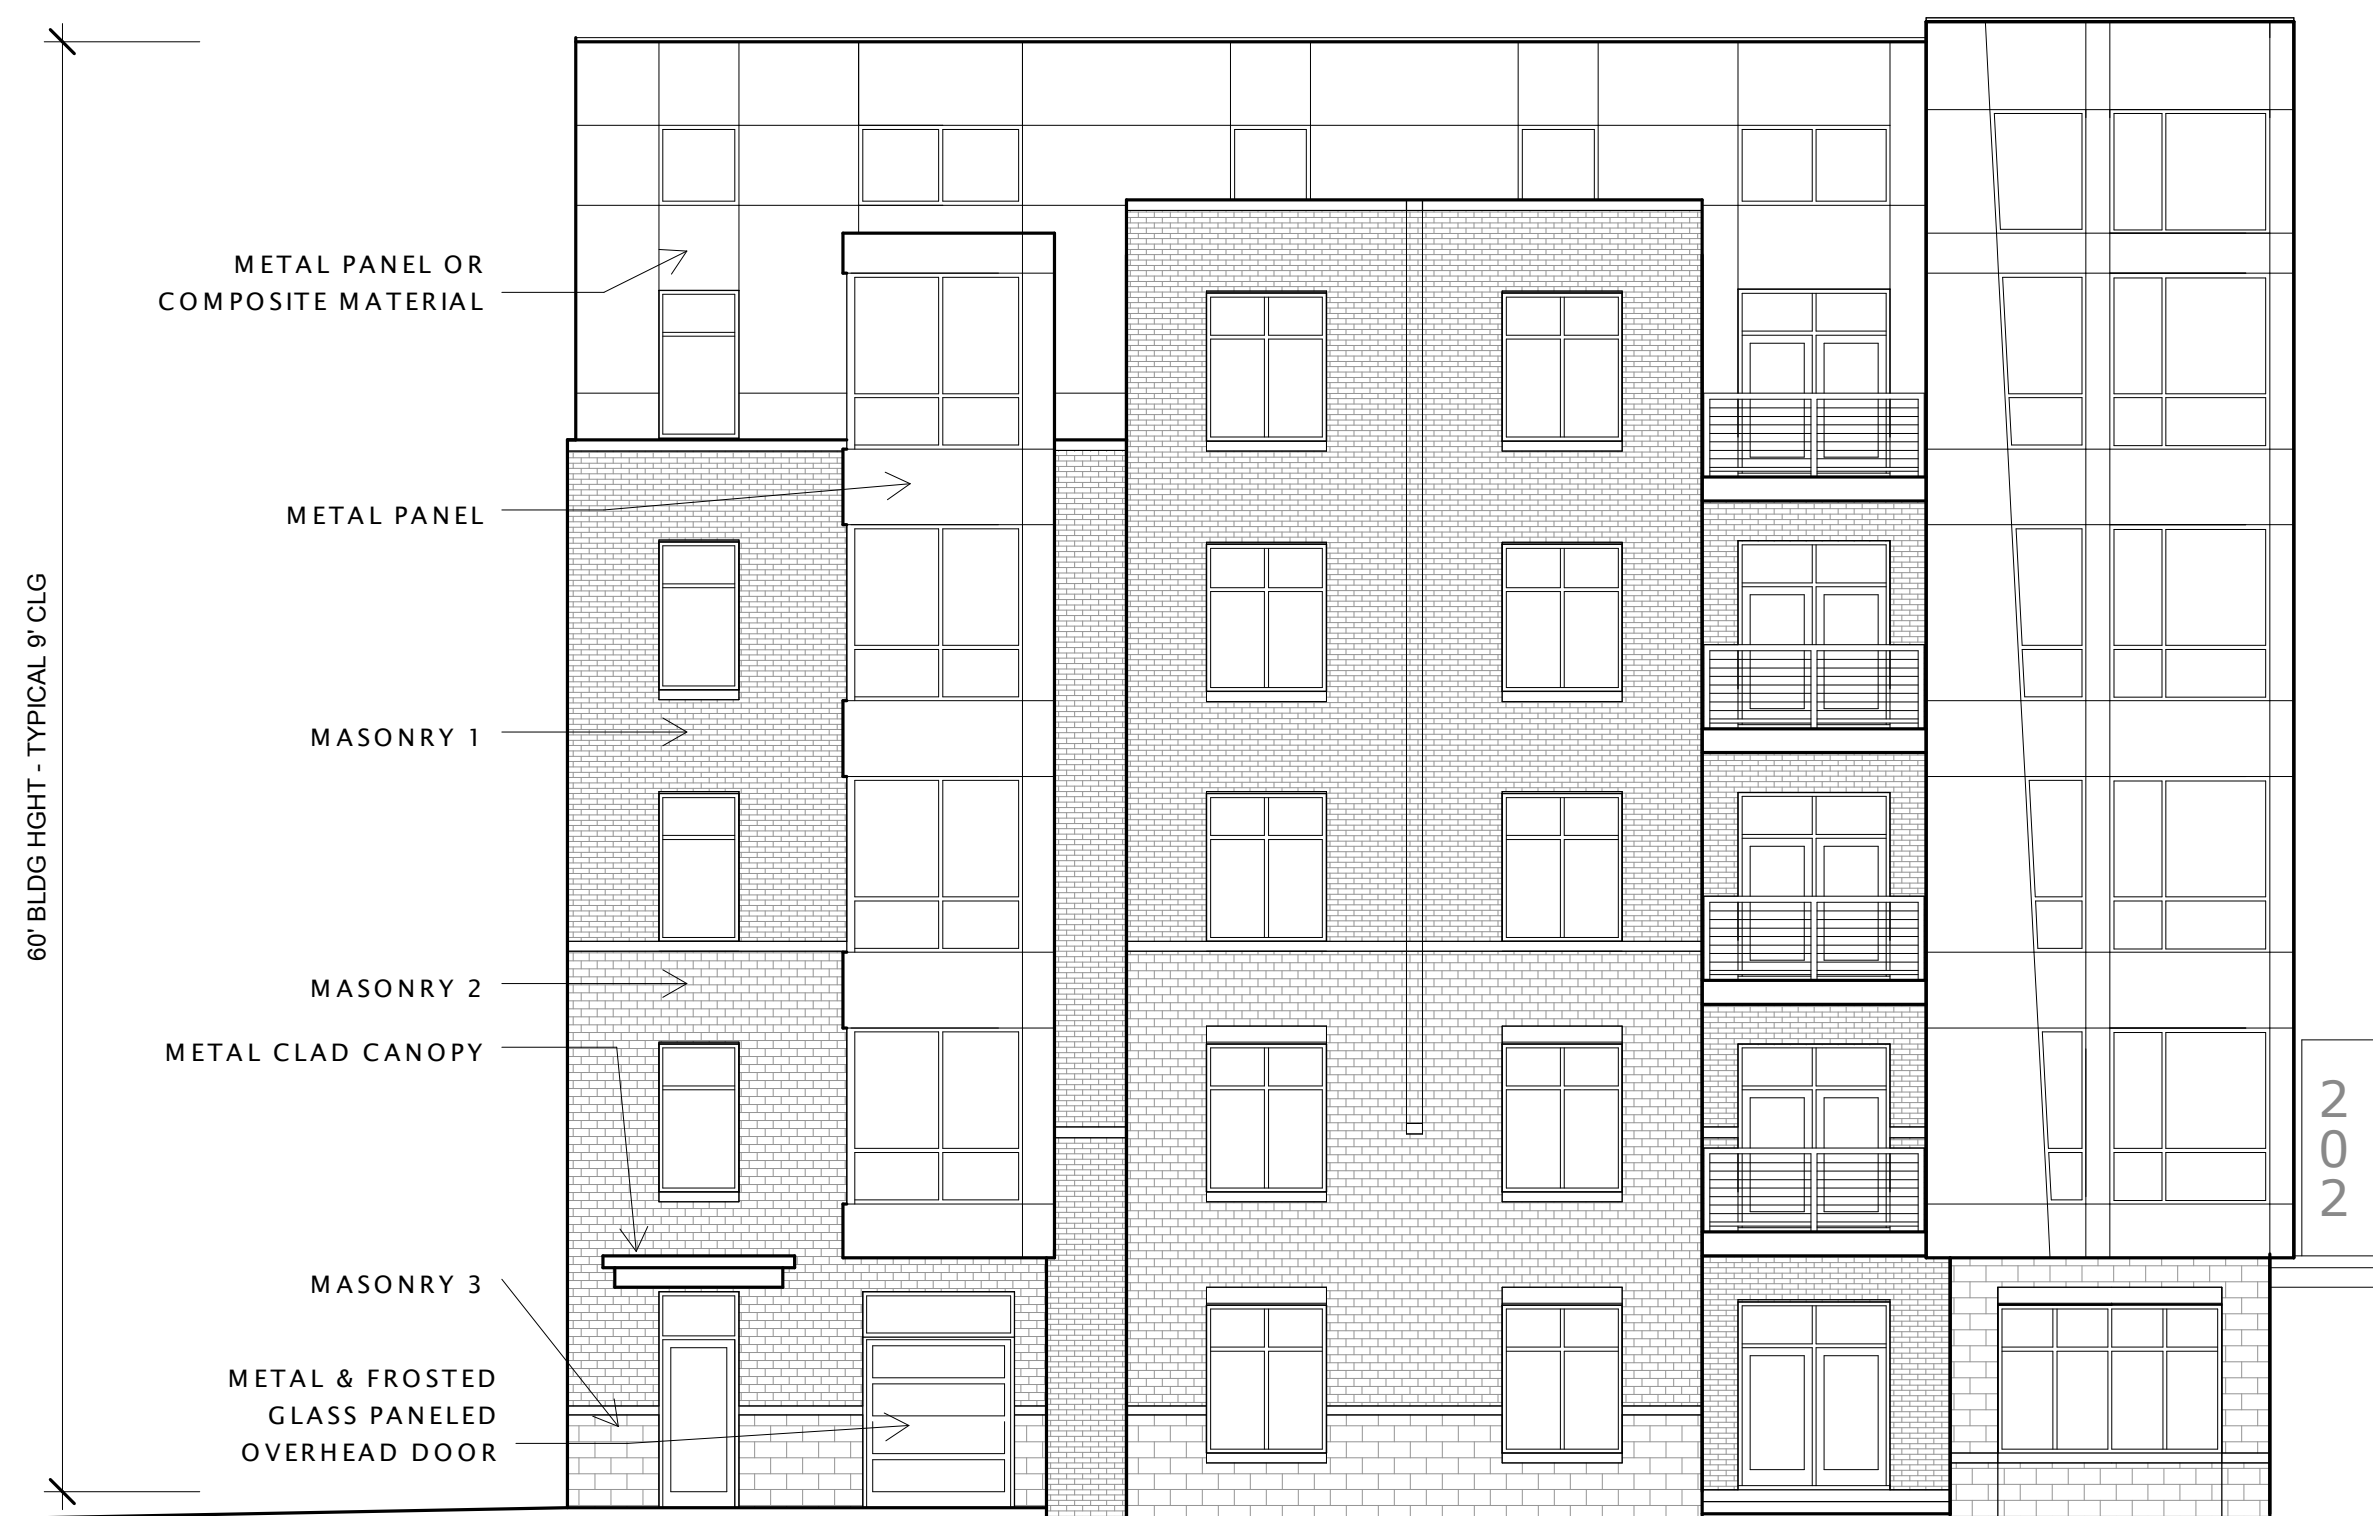 METAL PANEL OR
COMPOSITE MATERIAL
METAL PANEL
60' BLDG HGHT - TYPICAL 9' CLG
MASONRY 1
MASONRY 2
METAL CLAD CANOPY
2
0
2
MASONRY 3
METAL & FROSTED
GLASS PANELED
OVERHEAD DOOR